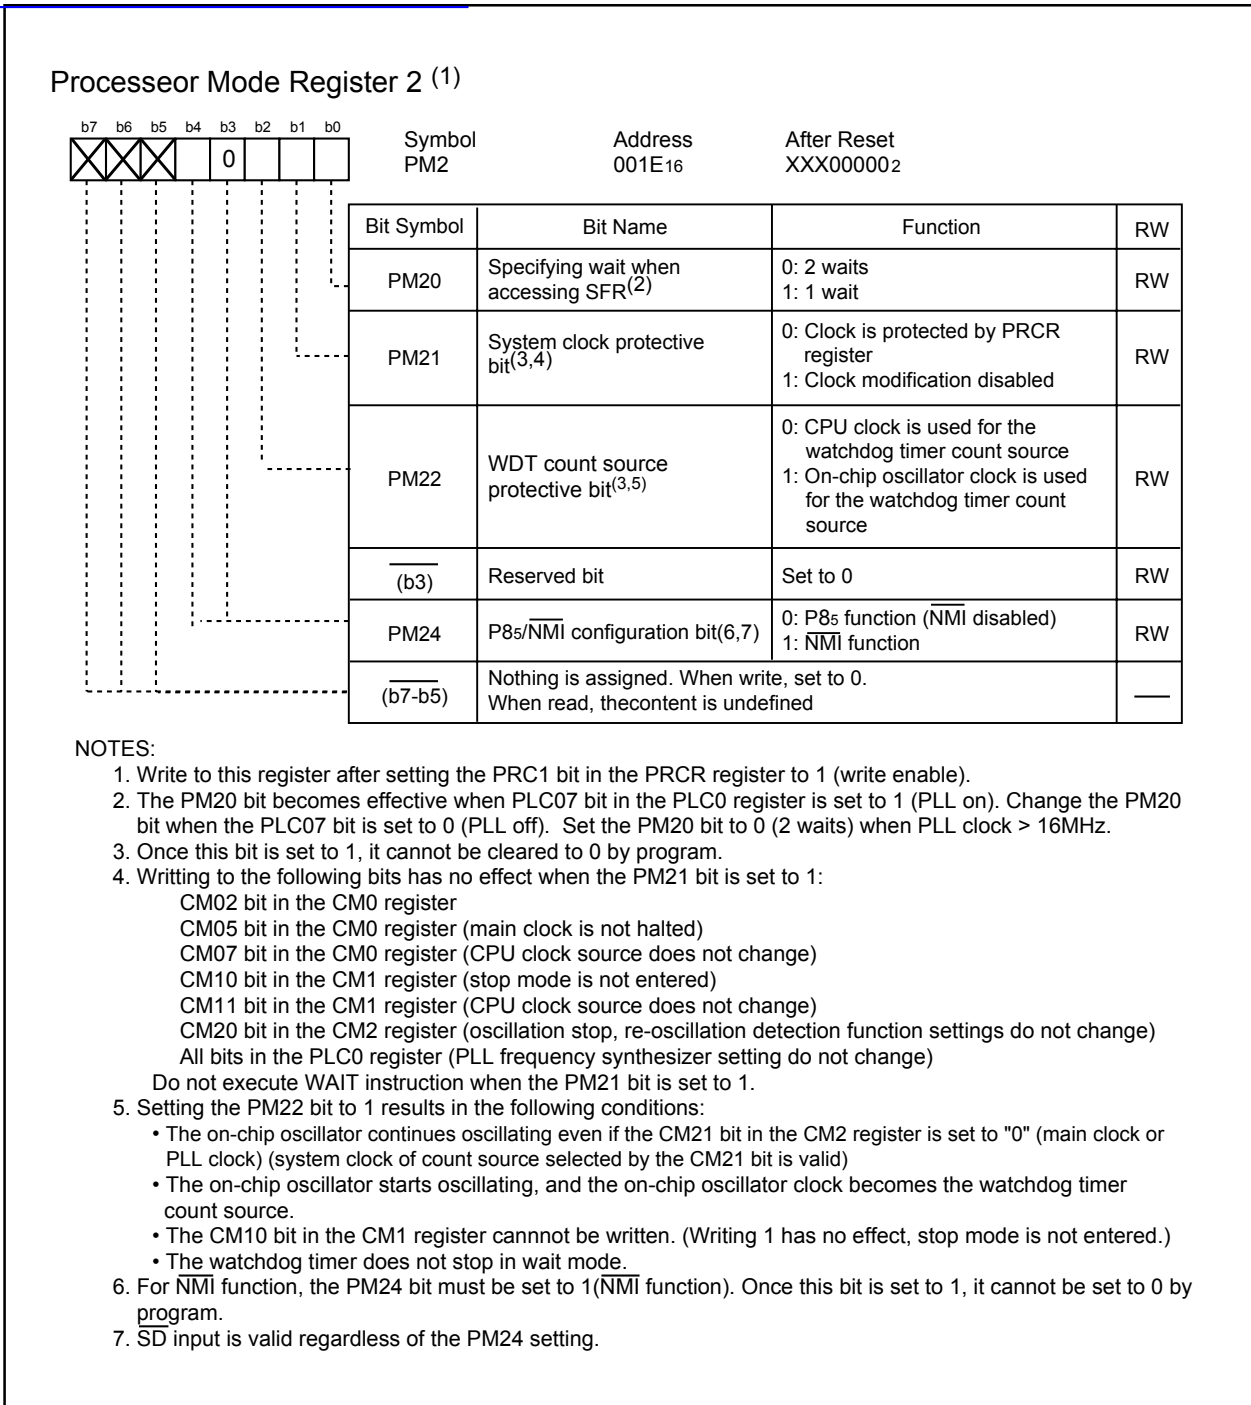 Processeor Mode Register 2 (1)
b7 b6 b5 b4 b3 b2 b1 b0
0
Symbol Address After Reset
PM2 001E16 XXX000002
Bit Symbol Bit Name Function RW
PM20 Specifying wait when accessing SFR(2) 0: 2 waits
1: 1 wait RW
PM21 System clock protective bit(3,4) 0: Clock is protected by PRCR
register
1: Clock modification disabled RW
PM22 WDT count source protective bit(3,5) 0: CPU clock is used for the
watchdog timer count source
1: On-chip oscillator clock is used
for the watchdog timer count
source RW
(b3) Reserved bit Set to 0 RW
PM24 P85/NMI configuration bit(6,7) 0: P85 function (NMI disabled)
1: NMI function RW
(b7-b5) Nothing is assigned. When write, set to 0.
When read, thecontent is undefined
NOTES:
1. Write to this register after setting the PRC1 bit in the PRCR register to 1 (write enable).
2. The PM20 bit becomes effective when PLC07 bit in the PLC0 register is set to 1 (PLL on). Change the PM20
bit when the PLC07 bit is set to 0 (PLL off). Set the PM20 bit to 0 (2 waits) when PLL clock > 16MHz.
3. Once this bit is set to 1, it cannot be cleared to 0 by program.
4. Writting to the following bits has no effect when the PM21 bit is set to 1:
CM02 bit in the CM0 register
CM05 bit in the CM0 register (main clock is not halted)
CM07 bit in the CM0 register (CPU clock source does not change)
CM10 bit in the CM1 register (stop mode is not entered)
CM11 bit in the CM1 register (CPU clock source does not change)
CM20 bit in the CM2 register (oscillation stop, re-oscillation detection function settings do not change)
All bits in the PLC0 register (PLL frequency synthesizer setting do not change)
Do not execute WAIT instruction when the PM21 bit is set to 1.
5. Setting the PM22 bit to 1 results in the following conditions:
• The on-chip oscillator continues oscillating even if the CM21 bit in the CM2 register is set to "0" (main clock or
PLL clock) (system clock of count source selected by the CM21 bit is valid)
• The on-chip oscillator starts oscillating, and the on-chip oscillator clock becomes the watchdog timer
count source.
• The CM10 bit in the CM1 register cannnot be written. (Writing 1 has no effect, stop mode is not entered.)
• The watchdog timer does not stop in wait mode.
6. For NMI function, the PM24 bit must be set to 1(NMI function). Once this bit is set to 1, it cannot be set to 0 by
program.
7. SD input is valid regardless of the PM24 setting.